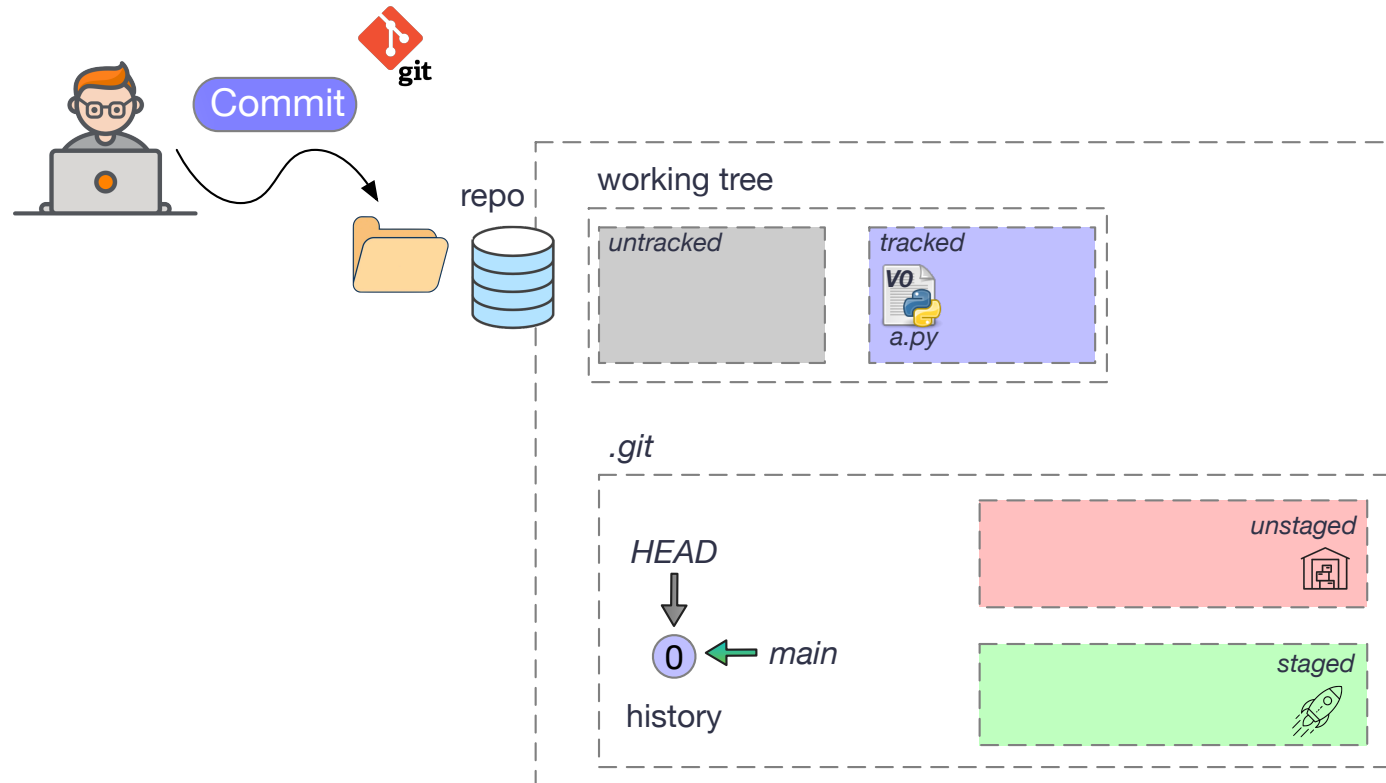 git
Commit
repo
working tree
untracked
tracked
V0
a.py
.git
HEAD
0
main
history
unstaged
staged